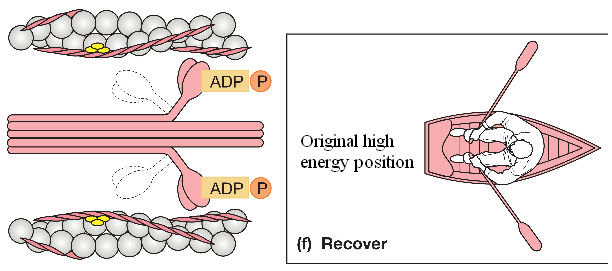 ADP P
Original high
energy position
ADP P
(f) Recover